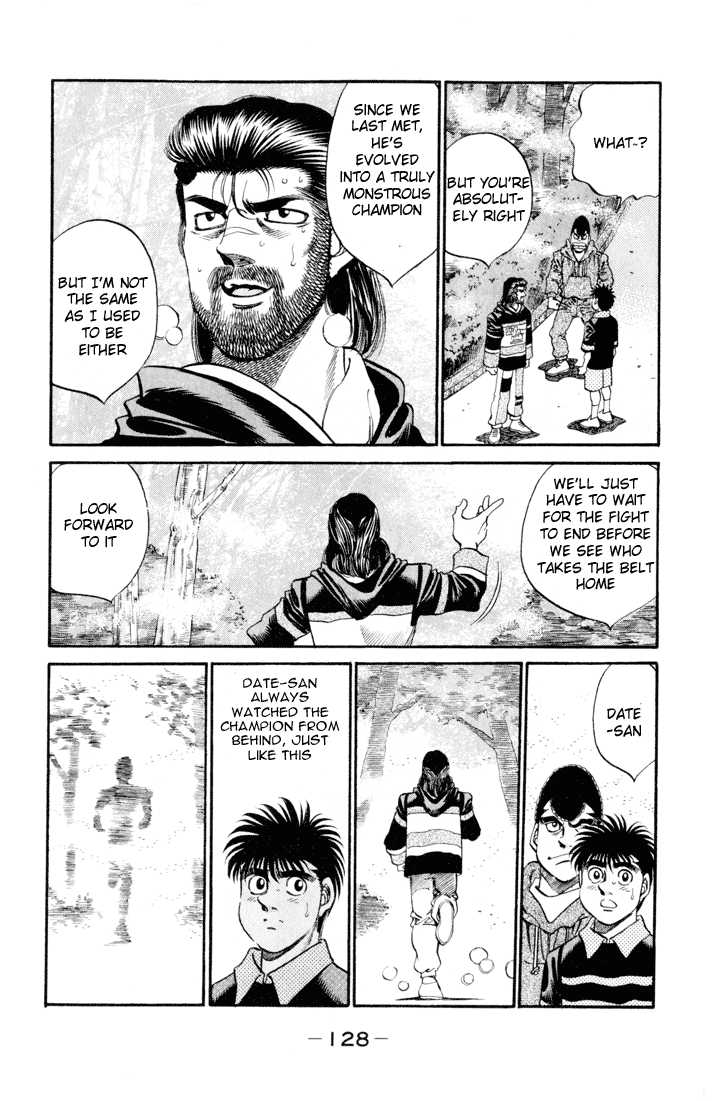 WHAT~?
BUT YOU'RE
ABSOLUT-
ELY RIGHT
SINCE WE
LAST MET,
HE'S
EVOLVED
INTO A TRULY
MONSTROUS
CHAMPION
BUT I'M NOT
THE SAME
AS I USED
TO BE
EITHER
WE'LL JUST
HAVE TO WAIT
FOR THE FIGHT
TO END BEFORE
WE SEE WHO
TAKES THE BELT
HOME
LOOK
FORWARD
TO IT
DATE
-SAN
DATE-SAN
ALWAYS
WATCHED THE
CHAMPION FROM
BEHIND, JUST
LIKE THIS
-128-